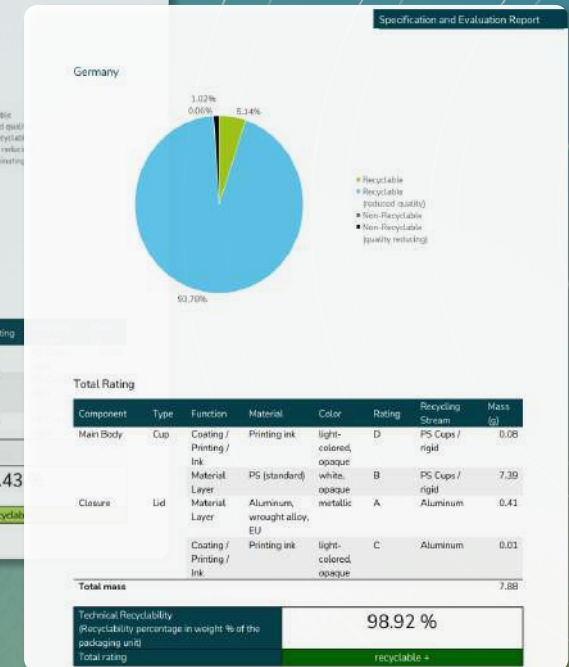 Specification and Evaluation Report
Germany
1.02%
0.06%
5.14%
Recyclable
Recyclable
(reduced quality)
Non-Recyclable
Non-Recyclable
(quality reducing)
93.78%
Total Rating
Component Type Function Material Color Rating Recycling Stream Mass (g)
Main Body Cup Coating / Printing / Ink Printing ink light-colored, opaque D PS Cups / rigid 0.08
Material Layer PS (standard) white, opaque B PS Cups / rigid 7.39
Closure Lid Material Layer Aluminum, wrought alloy, EU metallic A Aluminum 0.41
Coating / Printing / Ink Printing ink light-colored, opaque C Aluminum 0.01
Total mass 7.88
Technical Recyclability
(Recyclability percentage in weight % of the
packaging unit)
98.92 %
Total rating recyclable +
.43